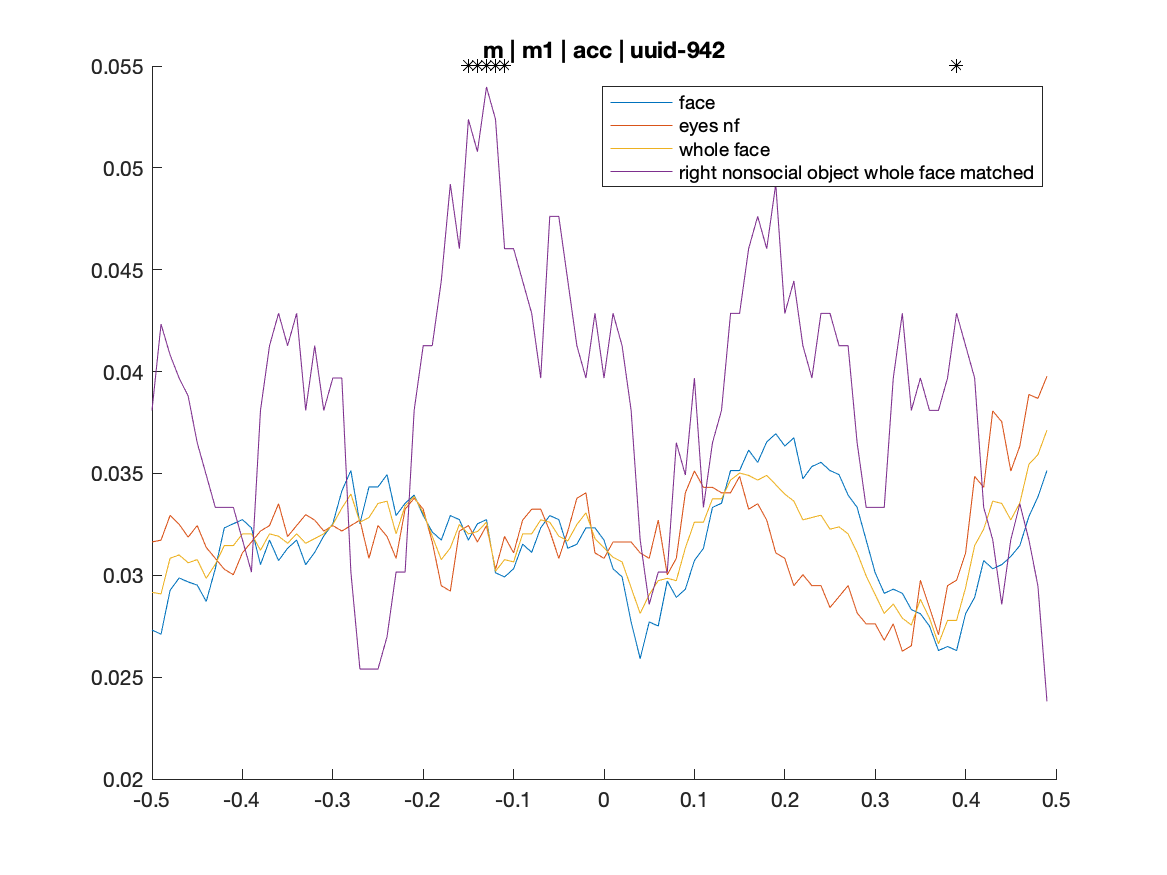 m | m1 | acc | uuid-942
0.055
0.05
0.045
0.04
0.035
0.03
0.025
0.02
face
eyes nf
whole face
right nonsocial object whole face matched
-0.5 -0.4 -0.3 -0.2 -0.1 0 0.1 0.2 0.3 0.4 0.5